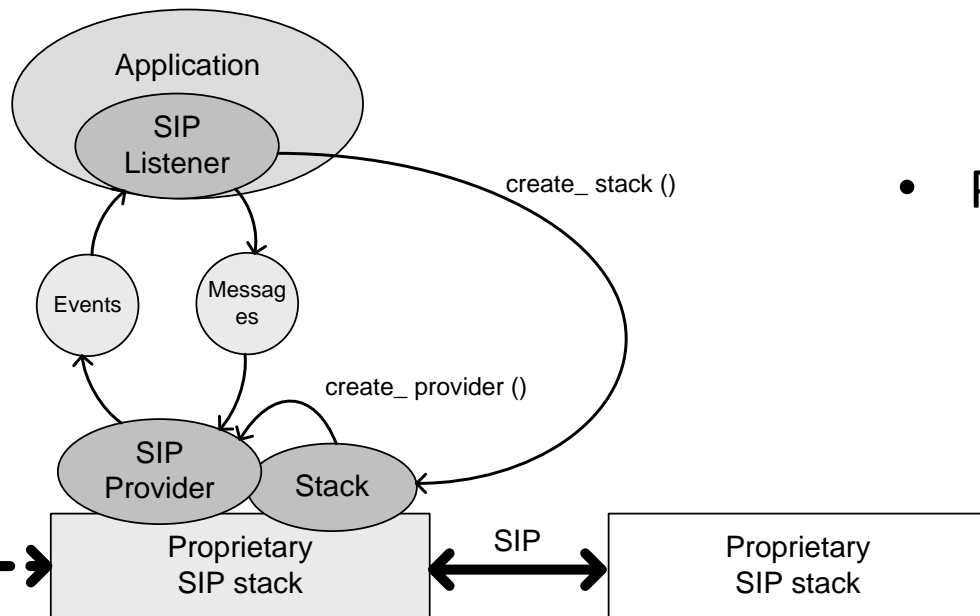 Application
SIP
Listener
create_ stack ()
•
Events
Messag
es
create_ provider ()
SIP
Provider
Stack
Proprietary
SIP stack
SIP
Proprietary
SIP stack